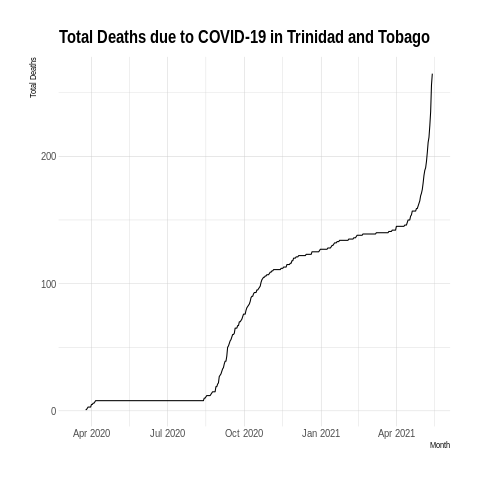 Total Deaths due to COVID-19 in Trinidad and Tobago
Total Deaths
200
100
0
Apr 2020 Jul 2020 Oct 2020 Jan 2021 Apr 2021
Month